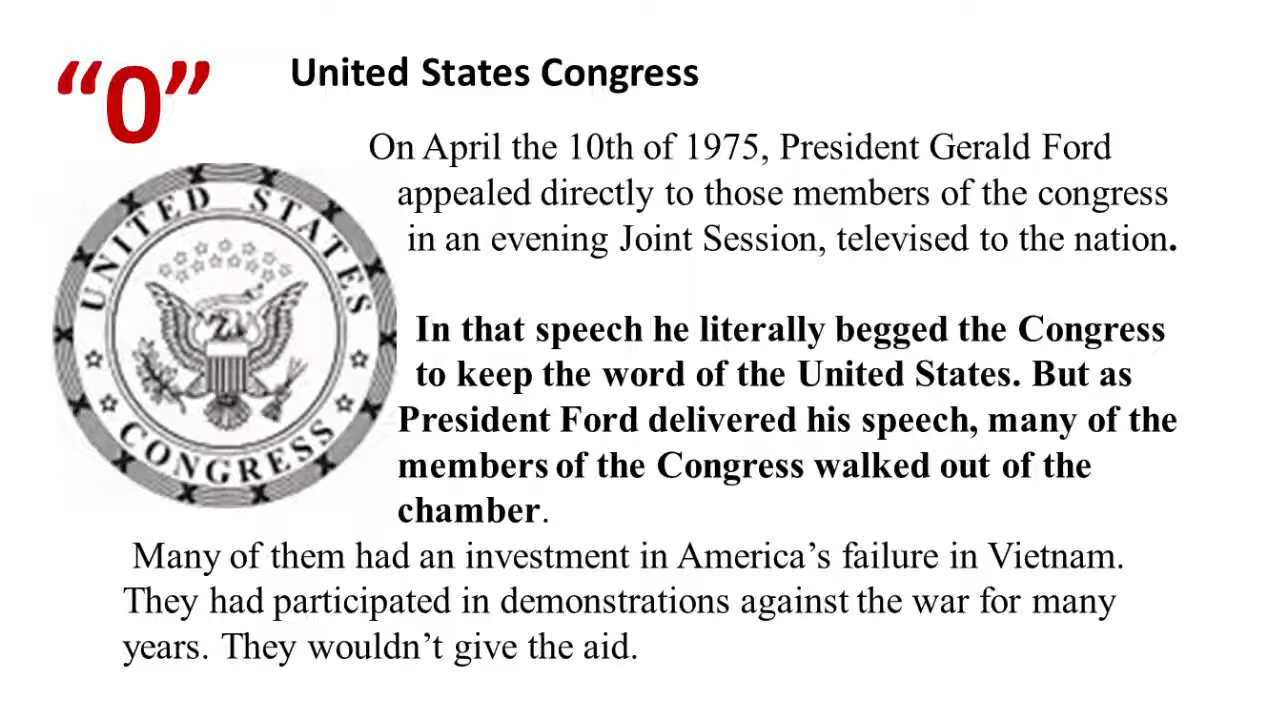 “0”
United States Congress
On April the 10th of 1975, President Gerald Ford
appealed directly to those members of the congress
in an evening Joint Session, televised to the nation.
UNITED STATES
CONGRESS
In that speech he literally begged the Congress
to keep the word of the United States. But as
President Ford delivered his speech, many of the
members of the Congress walked out of the
chamber.
Many of them had an investment in America’s failure in Vietnam.
They had participated in demonstrations against the war for many
years. They wouldn’t give the aid.